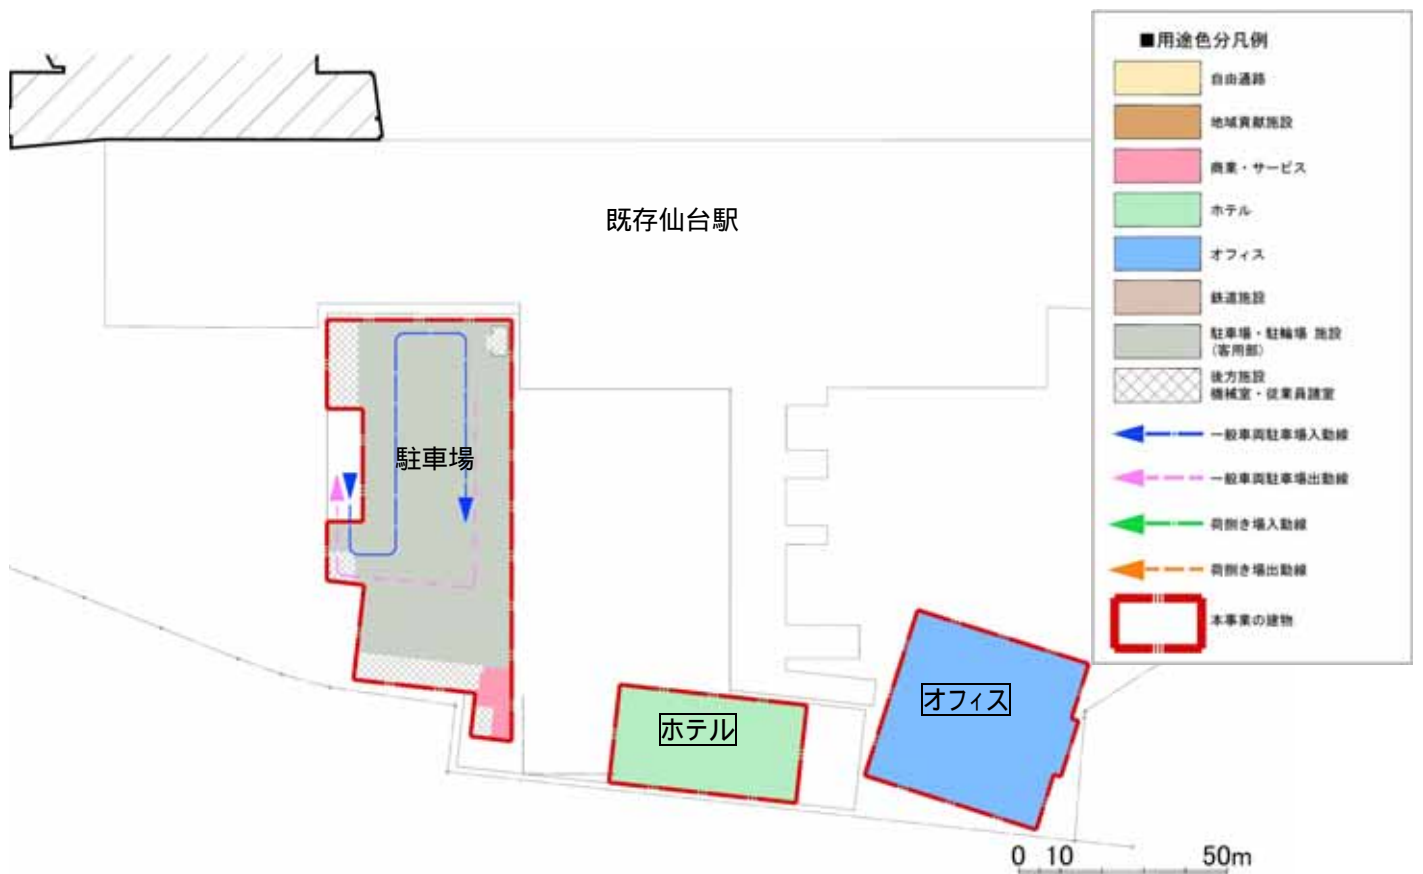 ■用途色分凡例
自由通路
地域貢献施設
商業・サービス
ホテル
オフィス
鉄道施設
駐車場・駐輪場 施設
(客用部)
後方施設
機械室・従業員諸室
一般車両駐車場入動線
一般車両駐車場出動線
荷捌き場入動線
荷捌き場出動線
本事業の建物
既存仙台駅
駐車場
ホテル
オフィス
0 10 50m